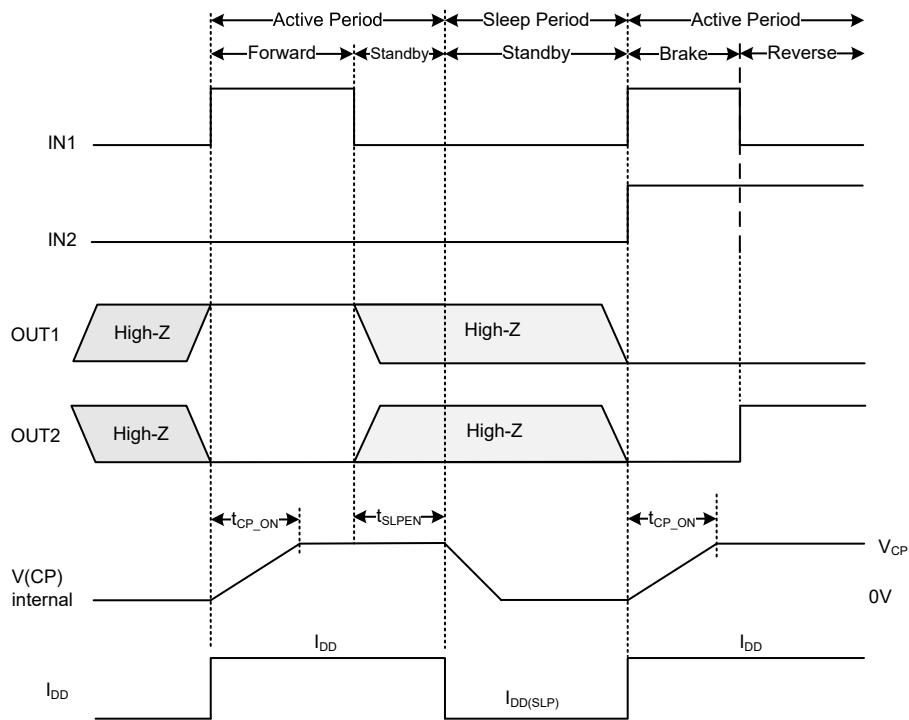 Active Period Sleep Period Active Period
Forward Standby Standby Brake Reverse
IN1
IN2
OUT1 High-Z High-Z
OUT2 High-Z High-Z
tCP_ON tSLPEN tCP_ON
V(CP) internal VCP
0V
IDD IDD
IDD IDD(SLP)